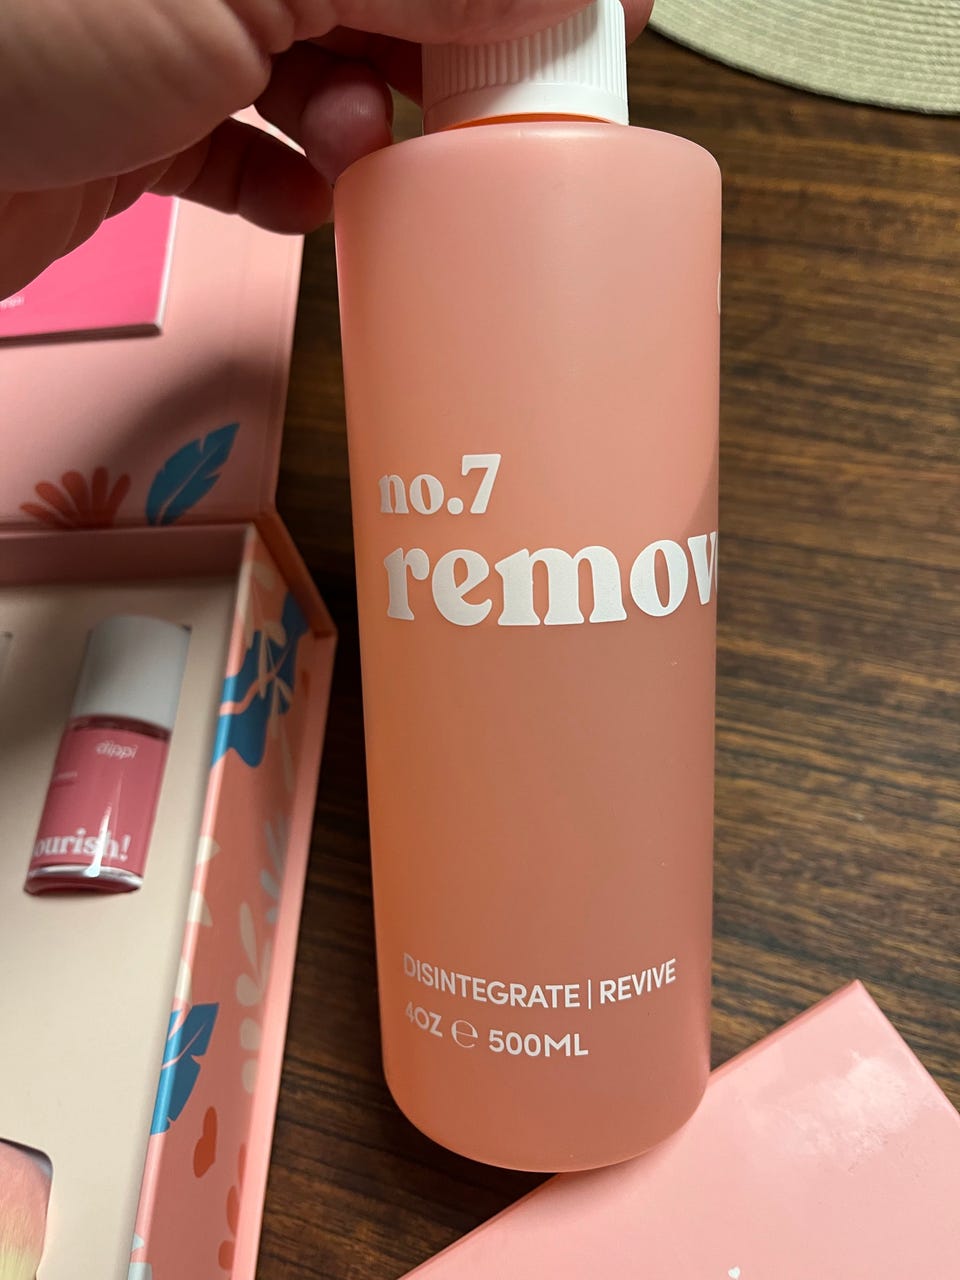 no.7
remov
DISINTEGRATE | REVIVE
4OZ ℮ 500ML
dippi
ourish!